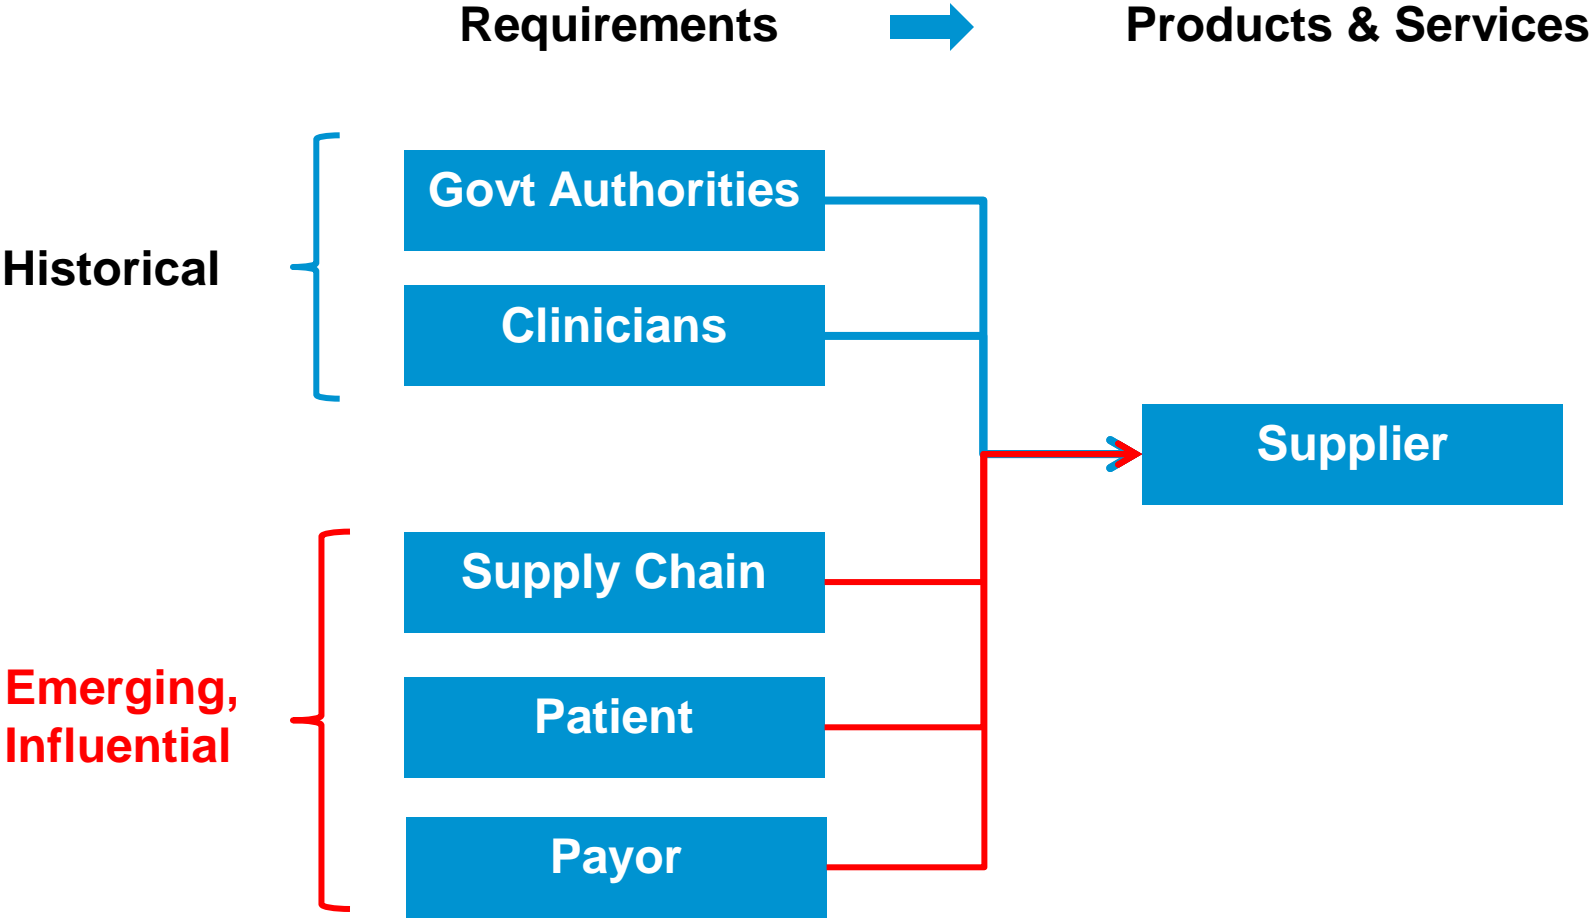 Requirements
Products & Services
Historical
Govt Authorities
Clinicians
Supplier
Emerging,
Influential
Supply Chain
Patient
Payor